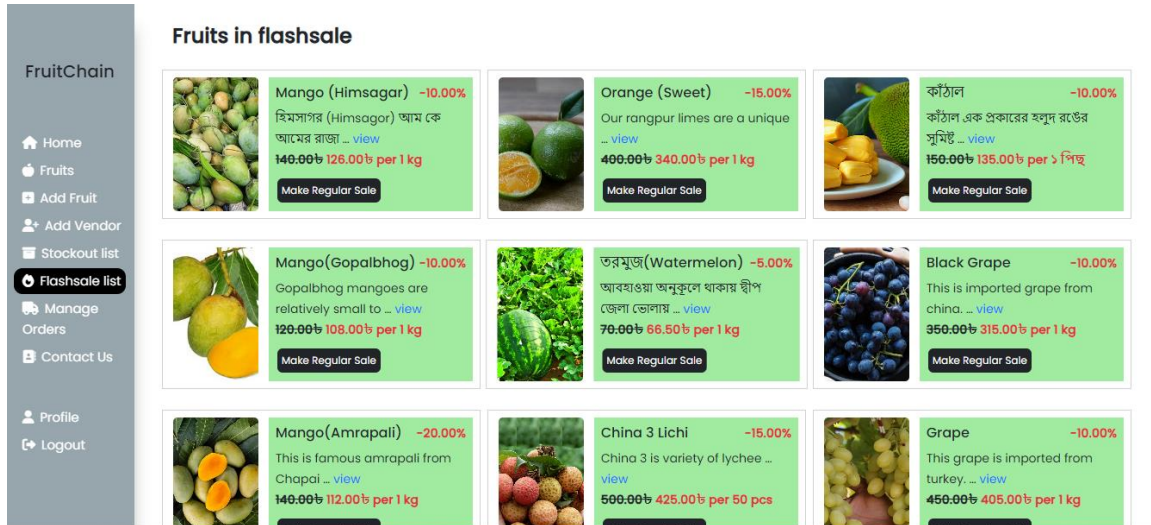 FruitChain
Home
Fruits
Add Fruit
Add Vendor
Stockout list
Flashsale list
Manage
Orders
Contact Us
Profile
Logout
Fruits in flashsale
Mango (Himsagar) -10.00%
হিমসাগর (Himsagor) আম কে
আমের রাজা ... view
140.00৳ 126.00৳ per 1 kg
Make Regular Sale
Orange (Sweet) -15.00%
Our rangpur limes are a unique
... view
400.00৳ 340.00৳ per 1 kg
Make Regular Sale
কাঁঠাল -10.00%
কাঁঠাল এক প্রকারের হলুদ রঙের
সুমিষ্ট ... view
150.00৳ 135.00৳ per ১ পিছ
Make Regular Sale
Mango(Gopalbhog) -10.00%
Gopalbhog mangoes are
relatively small to ... view
120.00৳ 108.00৳ per 1 kg
Make Regular Sale
তরমুজ(Watermelon) -5.00%
আবহাওয়া অনুকূলে থাকায় দ্বীপ
জেলা ভোলায় ... view
70.00৳ 66.50৳ per 1 kg
Make Regular Sale
Black Grape -10.00%
This is imported grape from
china. ... view
350.00৳ 315.00৳ per 1 kg
Make Regular Sale
Mango(Amrapali) -20.00%
This is famous amrapali from
Chapai ... view
140.00৳ 112.00৳ per 1 kg
China 3 Lichi -15.00%
China 3 is variety of lychee ...
view
500.00৳ 425.00৳ per 50 pcs
Grape -10.00%
This grape is imported from
turkey. ... view
450.00৳ 405.00৳ per 1 kg